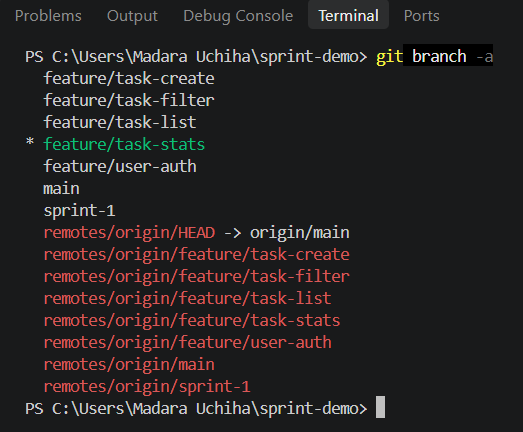 Problems Output Debug Console Terminal Ports
PS C:\Users\Madara Uchiha\sprint-demo> git branch -a
feature/task-create
feature/task-filter
feature/task-list
* feature/task-stats
feature/user-auth
main
sprint-1
remotes/origin/HEAD -> origin/main
remotes/origin/feature/task-create
remotes/origin/feature/task-filter
remotes/origin/feature/task-list
remotes/origin/feature/task-stats
remotes/origin/feature/user-auth
remotes/origin/main
remotes/origin/sprint-1
PS C:\Users\Madara Uchiha\sprint-demo>